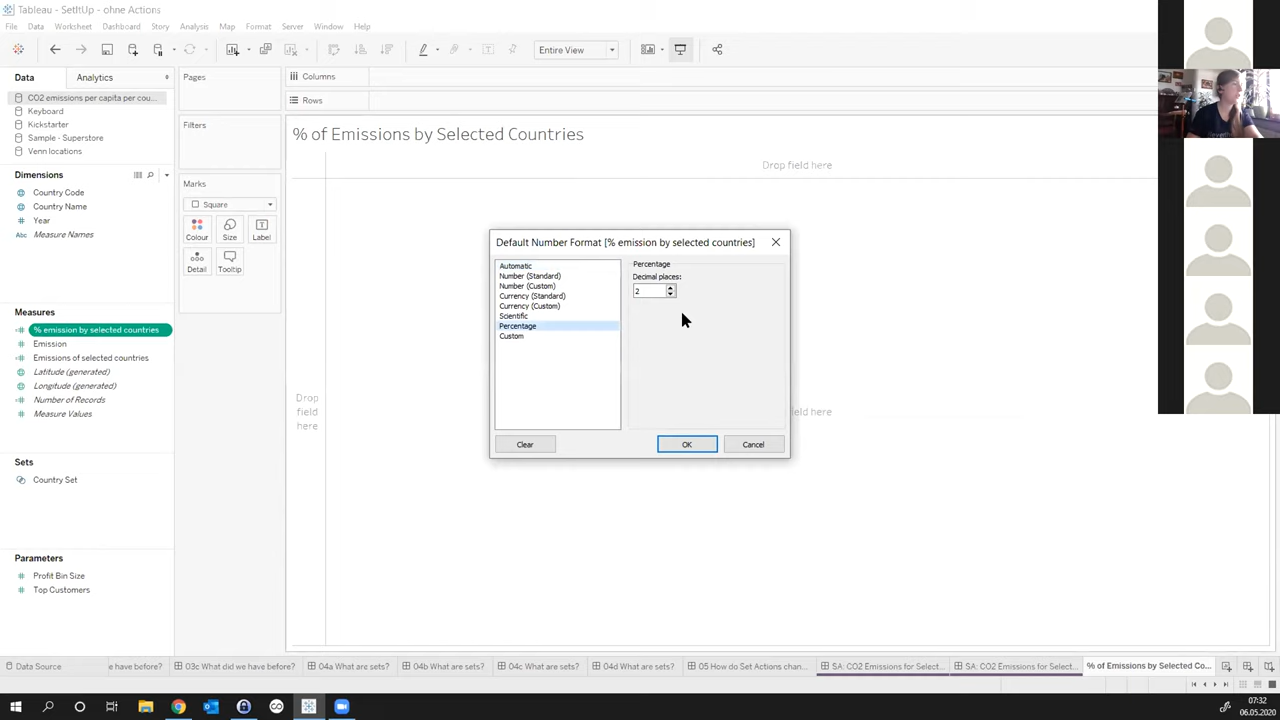 Tableau - SetItUp - ohne Actions
File Data Worksheet Dashboard Story Analysis Map Format Server Window Help
Entire View
Data Analytics
CO2 emissions per capita per cou...
Keyboard
Kickstarter
Sample - Superstore
Venn locations
Dimensions
Country Code
Country Name
Year
Abc Measure Names
Measures
% emission by selected countries
Emission
Emissions of selected countries
Latitude (generated)
Longitude (generated)
Number of Records
Measure Values
Sets
Country Set
Parameters
Profit Bin Size
Top Customers
Pages
Filters
Marks
Square
Colour Size Label
Detail Tooltip
Columns
Rows
% of Emissions by Selected Countries
Drop field here
Drop
field
here
ield here
Default Number Format [% emission by selected countries]
Automatic
Number (Standard)
Number (Custom)
Currency (Standard)
Currency (Custom)
Scientific
Percentage
Custom
Percentage
Decimal places:
2
Clear OK Cancel
Data Source e have before? 03c What did we have before? 04a What are sets? 04b What are sets? 04c What are sets? 04d What are sets? 05 How do Set Actions chan... SA: CO2 Emissions for Select... SA: CO2 Emissions for Select... % of Emissions by Selected Co...
07:32
06.05.2020